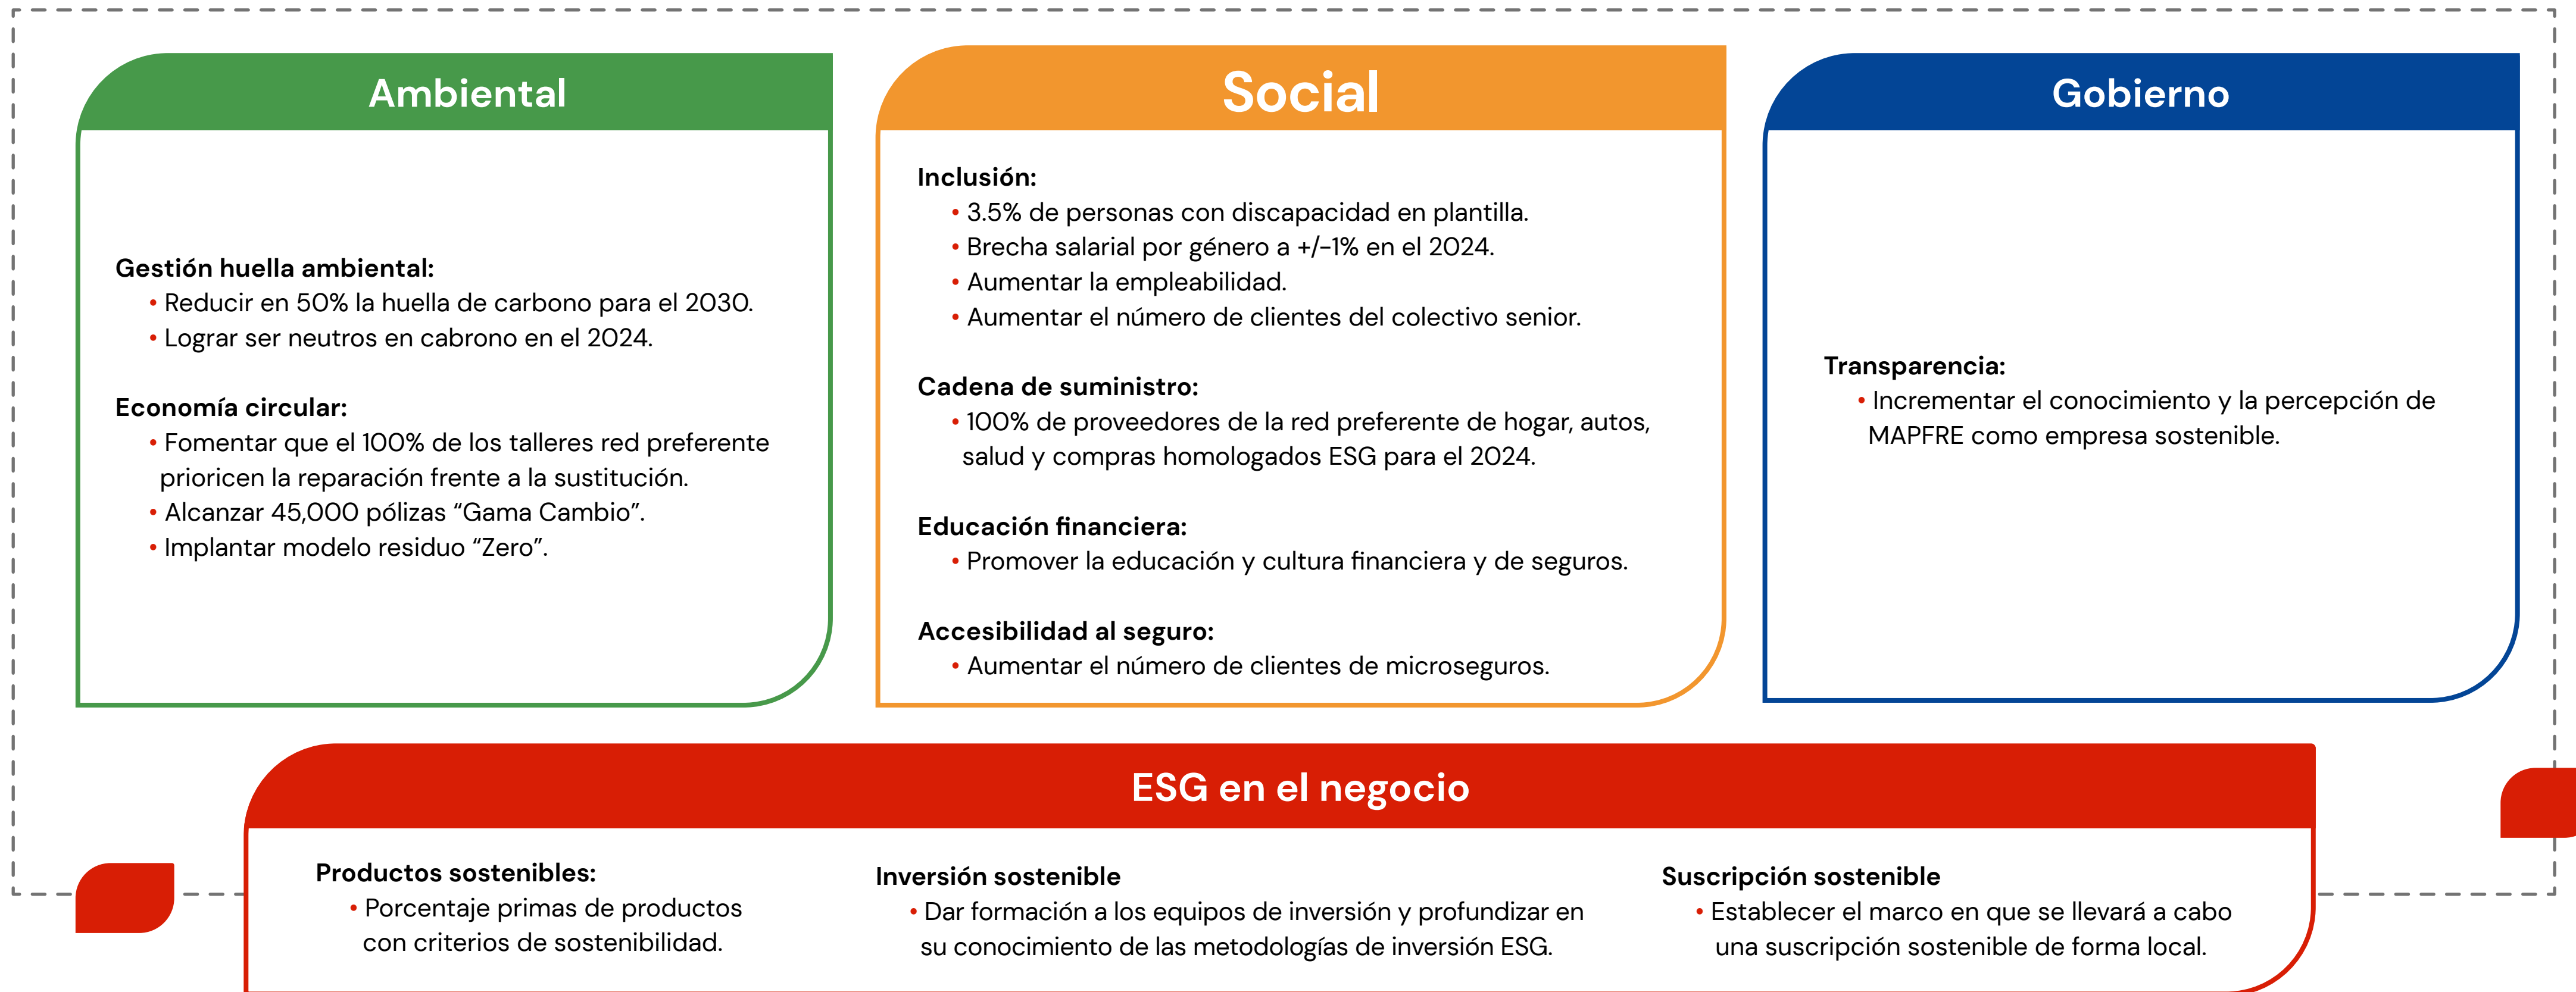 Ambiental
Gestión huella ambiental:
• Reducir en 50% la huella de carbono para el 2030.
• Lograr ser neutros en cabrono en el 2024.
Economía circular:
• Fomentar que el 100% de los talleres red preferente
prioricen la reparación frente a la sustitución.
• Alcanzar 45,000 pólizas “Gama Cambio”.
• Implantar modelo residuo “Zero”.
Social
Inclusión:
• 3.5% de personas con discapacidad en plantilla.
• Brecha salarial por género a +/-1% en el 2024.
• Aumentar la empleabilidad.
• Aumentar el número de clientes del colectivo senior.
Cadena de suministro:
• 100% de proveedores de la red preferente de hogar, autos,
salud y compras homologados ESG para el 2024.
Educación financiera:
• Promover la educación y cultura financiera y de seguros.
Accesibilidad al seguro:
• Aumentar el número de clientes de microseguros.
Gobierno
Transparencia:
• Incrementar el conocimiento y la percepción de
MAPFRE como empresa sostenible.
ESG en el negocio
Productos sostenibles:
• Porcentaje primas de productos
con criterios de sostenibilidad.
Inversión sostenible
• Dar formación a los equipos de inversión y profundizar en
su conocimiento de las metodologías de inversión ESG.
Suscripción sostenible
• Establecer el marco en que se llevará a cabo
una suscripción sostenible de forma local.